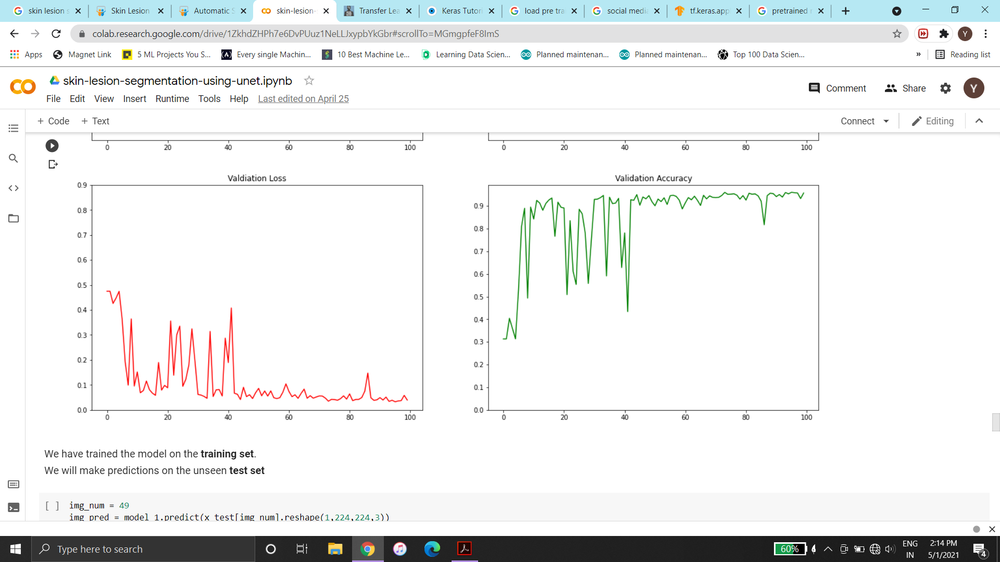 skin lesion s
Skin Lesion
Automatic S
skin-lesion-
Transfer Lea
Keras Tutori
load pre tra
social media
tf.keras.app
pretrained
colab.research.google.com/drive/1ZkhdZHPh7e6DvPUuz1NeLLJxypbYkGbr#scrollTo=MGmgpfeF8ImS
Y
Apps
Magnet Link
5 ML Projects You S...
Every single Machin...
10 Best Machine Le...
Learning Data Scien...
Planned maintenan...
Planned maintenan...
Top 100 Data Scien...
»
Reading list
skin-lesion-segmentation-using-unet.ipynb
File Edit View Insert Runtime Tools Help Last edited on April 25
Comment
Share
Y
+ Code + Text
Connect
Editing
0 20 40 60 80 100
0 20 40 60 80 100
Valdiation Loss
0.9
0.8
0.7
0.6
0.5
0.4
0.3
0.2
0.1
0.0
0 20 40 60 80 100
Validation Accuracy
0.9
0.8
0.7
0.6
0.5
0.4
0.3
0.2
0.1
0.0
0 20 40 60 80 100
We have trained the model on the training set.
We will make predictions on the unseen test set
[ ] img_num = 49
img_pred = model_1.predict(x_test[img_num].reshape(1,224,224,3))
Type here to search
60%
ENG
IN
2:14 PM
5/1/2021
4